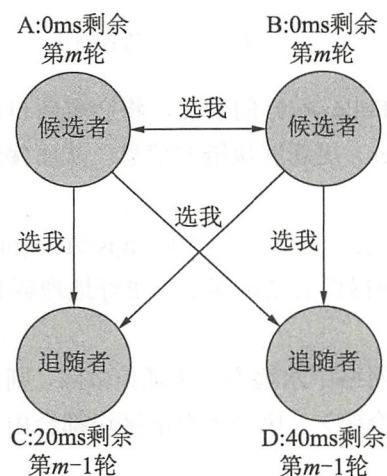 A:0ms剩余
第m轮
B:0ms剩余
第m轮
候选者
选我
候选者
选我
选我
选我
追随者
追随者
C:20ms剩余
第m−1轮
D:40ms剩余
第m−1轮